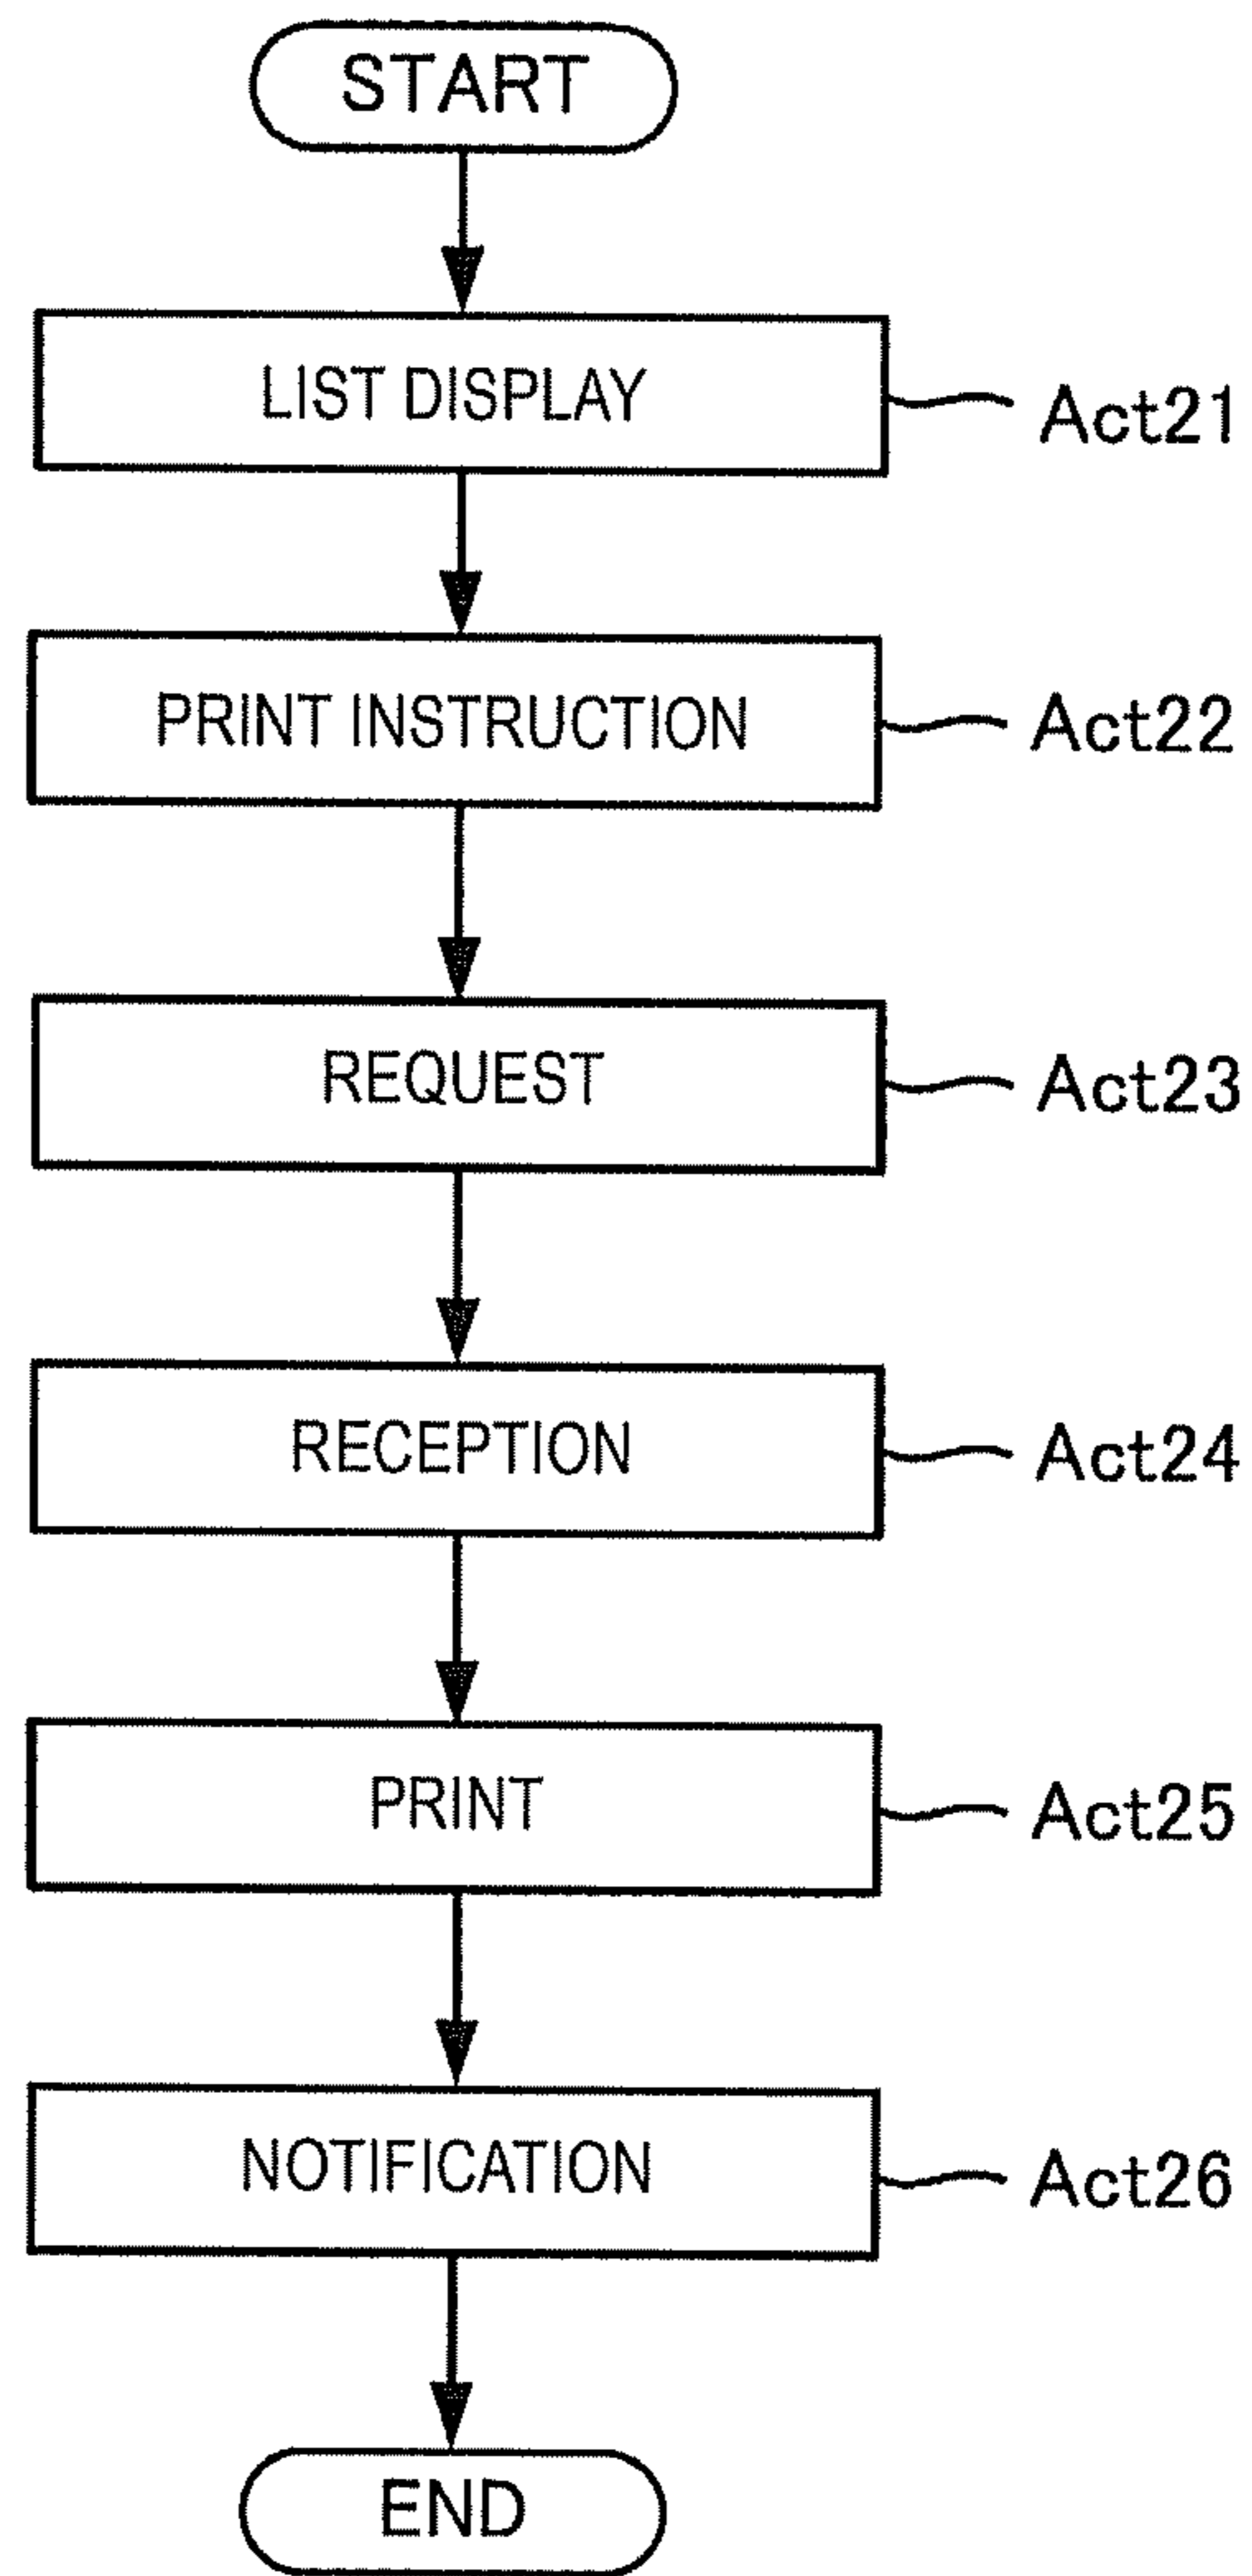 START
LIST DISPLAY
Act21
PRINT INSTRUCTION
Act22
REQUEST
Act23
RECEPTION
Act24
PRINT
Act25
NOTIFICATION
Act26
END